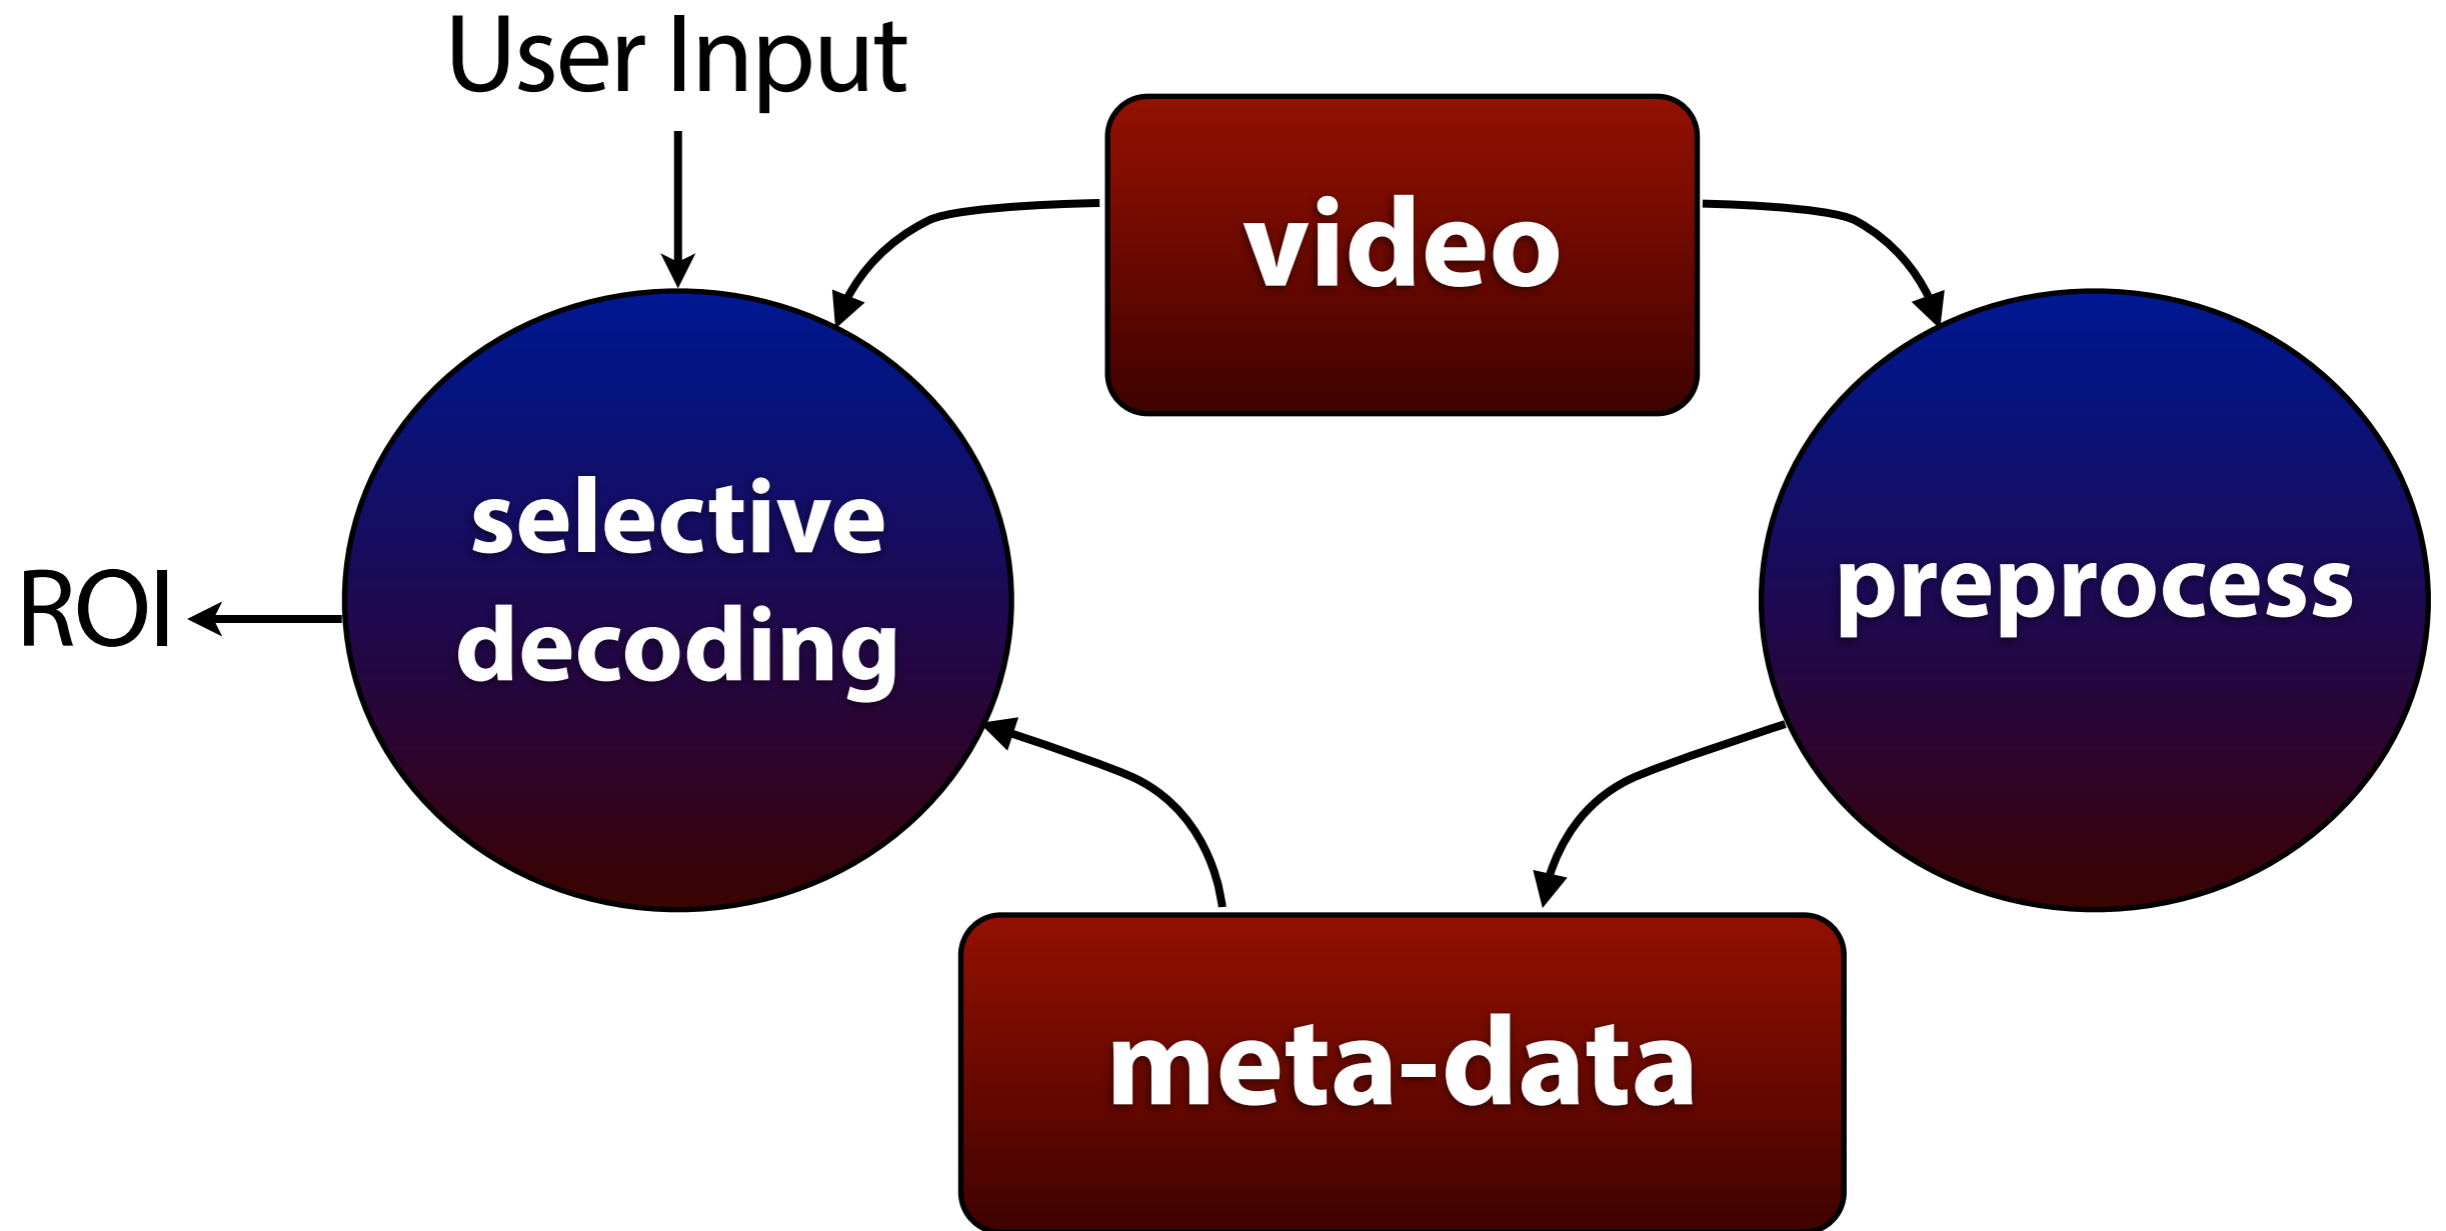 User Input
video
selective
decoding
preprocess
ROI
meta-data